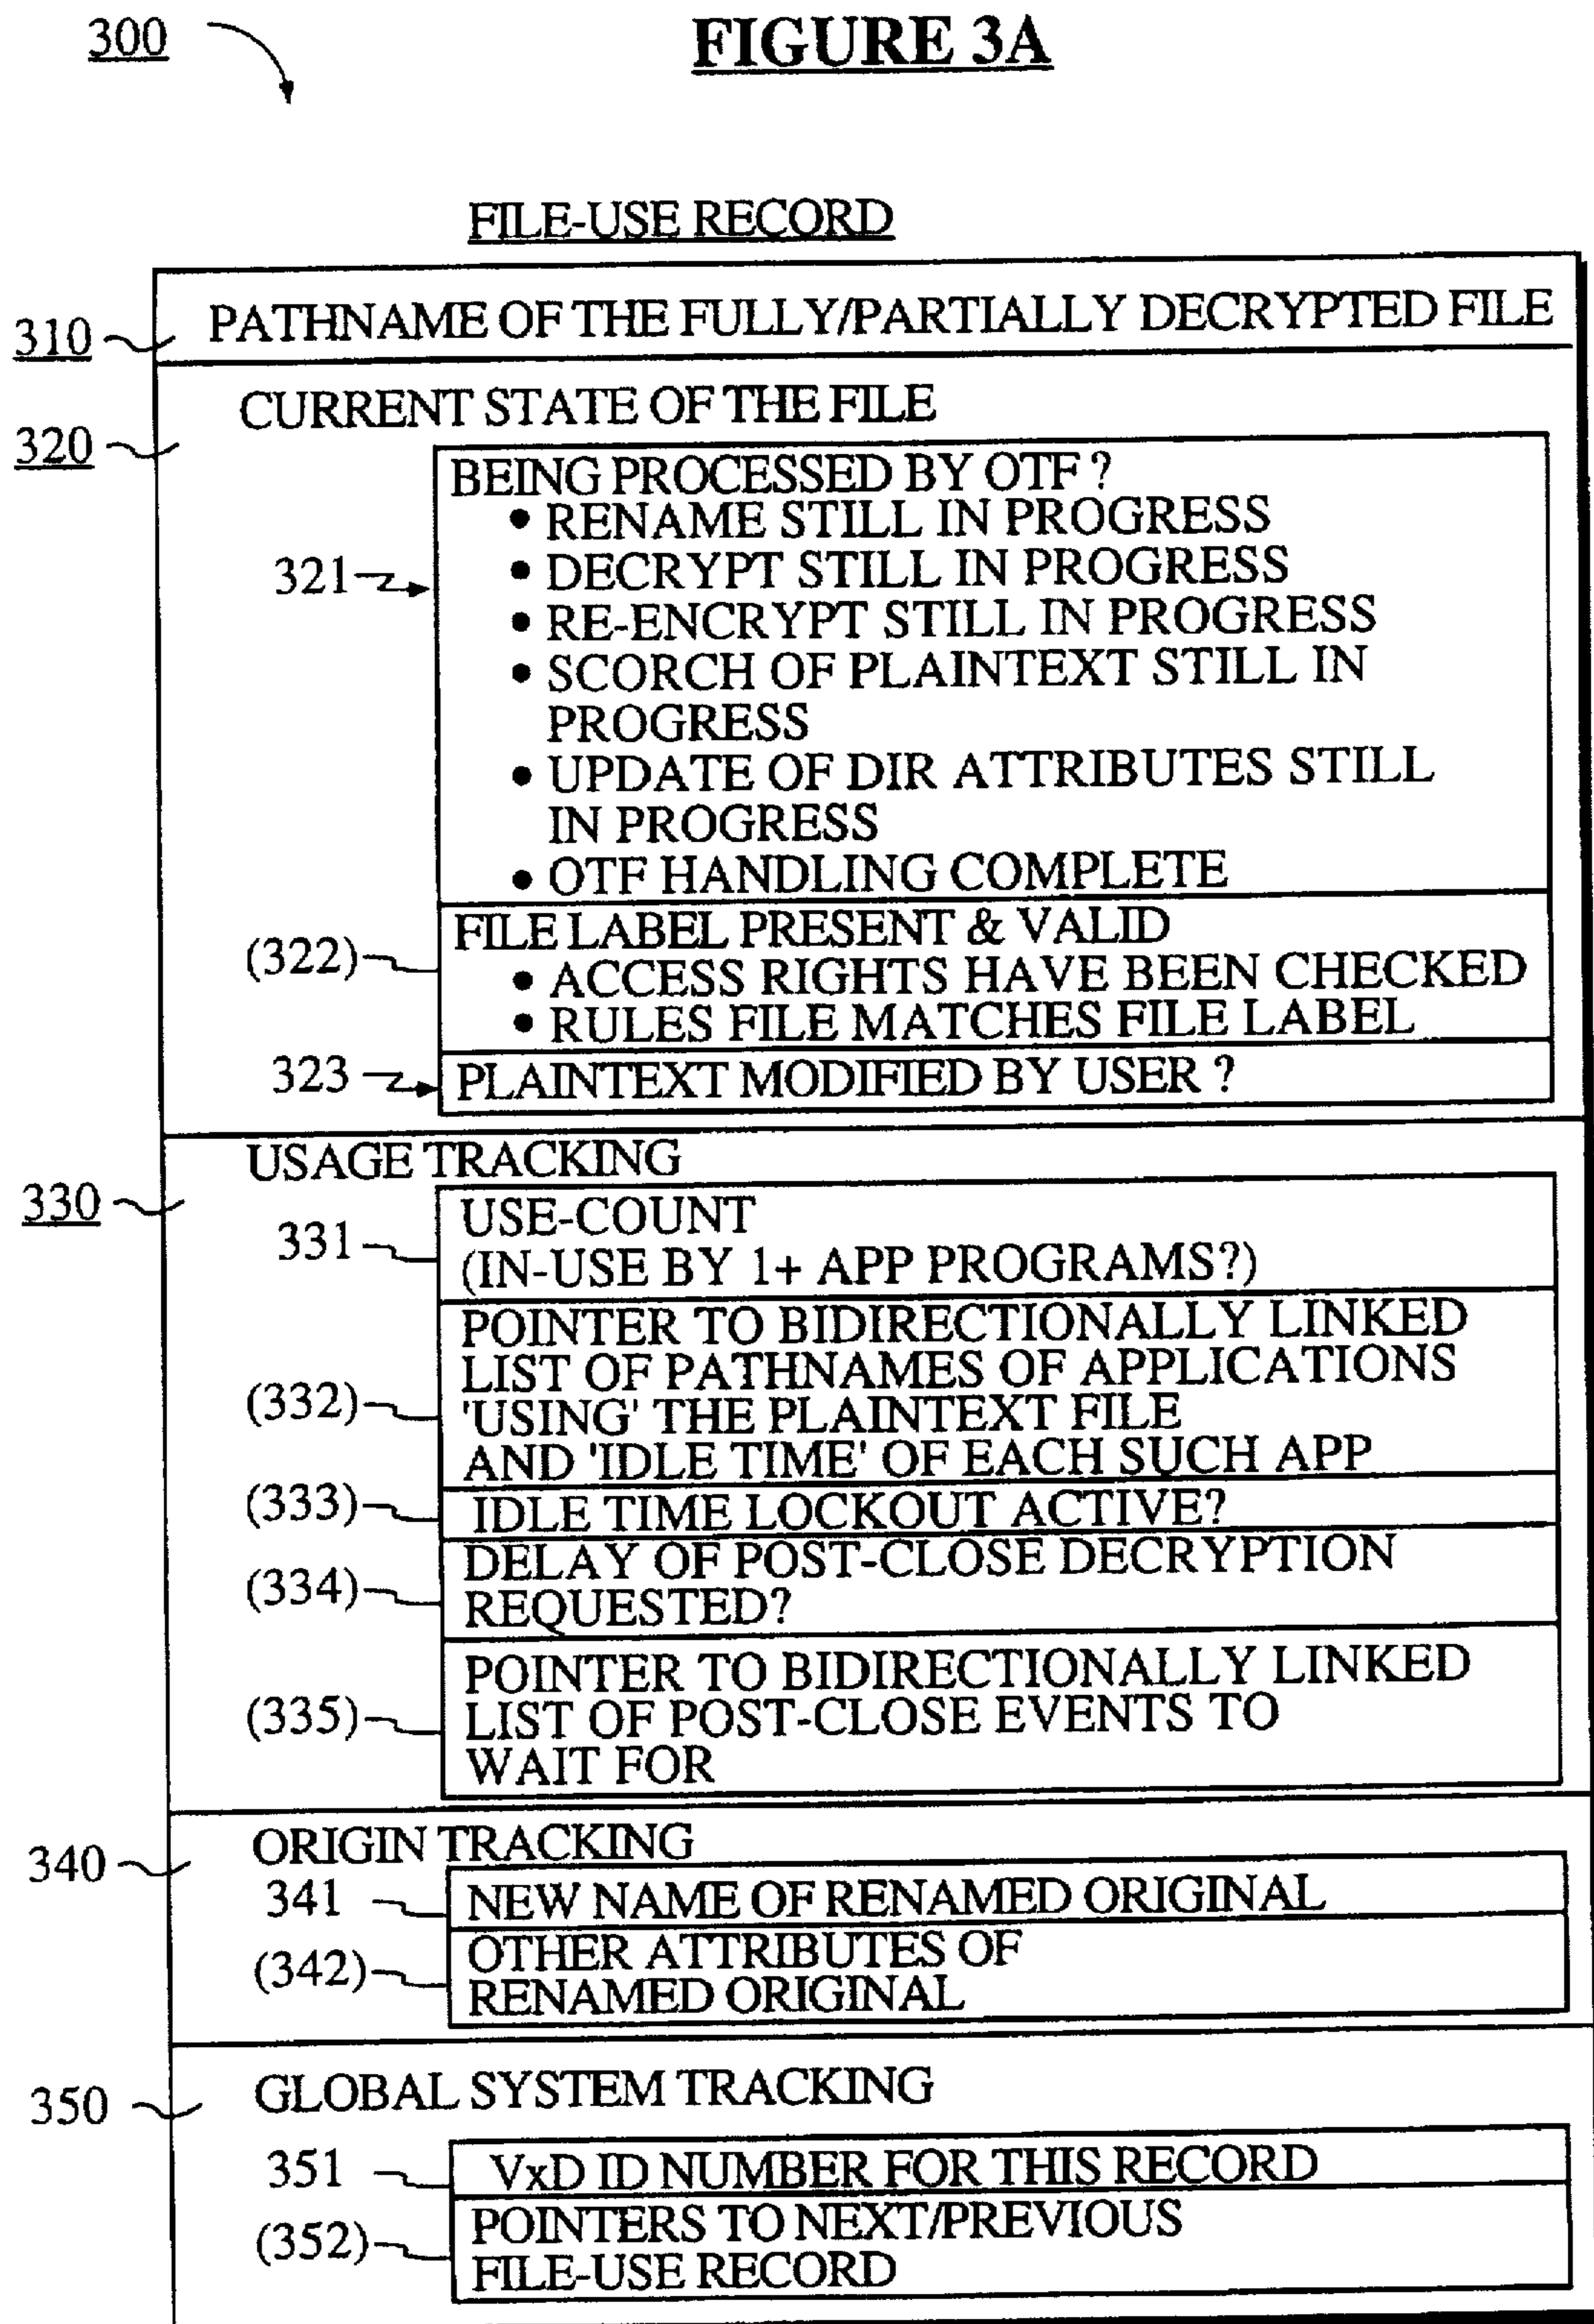 300
FIGURE 3A
FILE-USE RECORD
310
PATHNAME OF THE FULLY/PARTIALLY DECRYPTED FILE
320
CURRENT STATE OF THE FILE
321
BEING PROCESSED BY OTF ?
• RENAME STILL IN PROGRESS
• DECRYPT STILL IN PROGRESS
• RE-ENCRYPT STILL IN PROGRESS
• SCORCH OF PLAINTEXT STILL IN
PROGRESS
• UPDATE OF DIR ATTRIBUTES STILL
IN PROGRESS
• OTF HANDLING COMPLETE
(322)
FILE LABEL PRESENT & VALID
• ACCESS RIGHTS HAVE BEEN CHECKED
• RULES FILE MATCHES FILE LABEL
323
PLAINTEXT MODIFIED BY USER ?
330
USAGE TRACKING
331
USE-COUNT
(IN-USE BY 1+ APP PROGRAMS?)
(332)
POINTER TO BIDIRECTIONALLY LINKED
LIST OF PATHNAMES OF APPLICATIONS
'USING' THE PLAINTEXT FILE
AND 'IDLE TIME' OF EACH SUCH APP
(333)
IDLE TIME LOCKOUT ACTIVE?
(334)
DELAY OF POST-CLOSE DECRYPTION
REQUESTED?
(335)
POINTER TO BIDIRECTIONALLY LINKED
LIST OF POST-CLOSE EVENTS TO
WAIT FOR
340
ORIGIN TRACKING
341
NEW NAME OF RENAMED ORIGINAL
(342)
OTHER ATTRIBUTES OF
RENAMED ORIGINAL
350
GLOBAL SYSTEM TRACKING
351
VxD ID NUMBER FOR THIS RECORD
(352)
POINTERS TO NEXT/PREVIOUS
FILE-USE RECORD